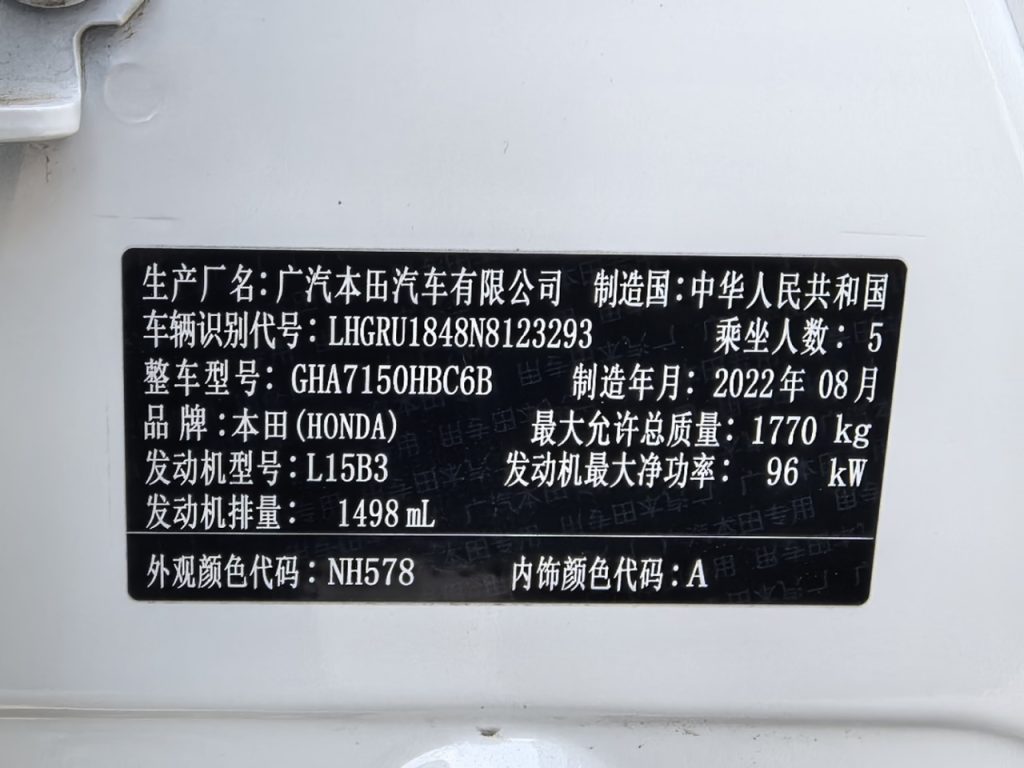 生产厂名:广汽本田汽车有限公司 制造国:中华人民共和国
车辆识别代号:LHGRU1848N8123293 乘坐人数:5
整车型号:GHA7150HBC6B 制造年月:2022年08月
品牌:本田(HONDA) 最大允许总质量:1770 kg
发动机型号:L15B3 发动机最大净功率:96 kW
发动机排量:1498mL
外观颜色代码:NH578 内饰颜色代码:A